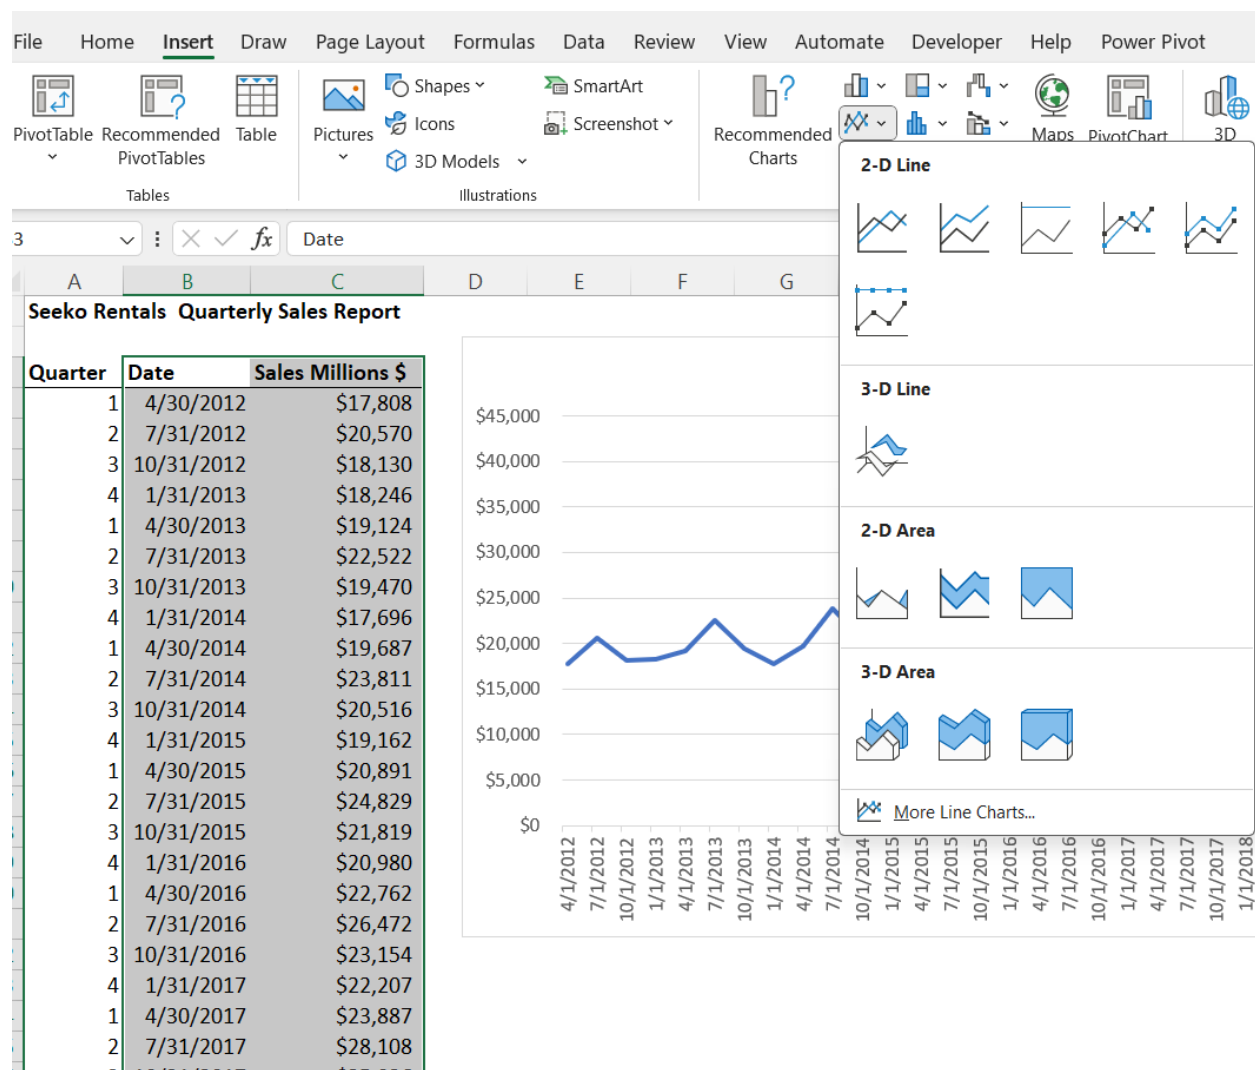 File Home Insert Draw Page Layout Formulas Data Review View Automate Developer Help Power Pivot
PivotTable
Recommended
PivotTables
Table
Tables
Pictures
Shapes
Icons
3D Models
SmartArt
Screenshot
Illustrations
Recommended
Charts
Maps
PivotChart
3D
3
fx
Date
2-D Line
3-D Line
2-D Area
3-D Area
More Line Charts...
A B C D E F G
Seeko Rentals Quarterly Sales Report
Quarter Date Sales Millions $
1 4/30/2012 $17,808
2 7/31/2012 $20,570
3 10/31/2012 $18,130
4 1/31/2013 $18,246
1 4/30/2013 $19,124
2 7/31/2013 $22,522
3 10/31/2013 $19,470
4 1/31/2014 $17,696
1 4/30/2014 $19,687
2 7/31/2014 $23,811
3 10/31/2014 $20,516
4 1/31/2015 $19,162
1 4/30/2015 $20,891
2 7/31/2015 $24,829
3 10/31/2015 $21,819
4 1/31/2016 $20,980
1 4/30/2016 $22,762
2 7/31/2016 $26,472
3 10/31/2016 $23,154
4 1/31/2017 $22,207
1 4/30/2017 $23,887
2 7/31/2017 $28,108
$45,000
$40,000
$35,000
$30,000
$25,000
$20,000
$15,000
$10,000
$5,000
$0
4/1/2012
7/1/2012
10/1/2012
1/1/2013
4/1/2013
7/1/2013
10/1/2013
1/1/2014
4/1/2014
7/1/2014
10/1/2014
1/1/2015
4/1/2015
7/1/2015
10/1/2015
1/1/2016
4/1/2016
7/1/2016
10/1/2016
1/1/2017
4/1/2017
7/1/2017
10/1/2017
1/1/2018